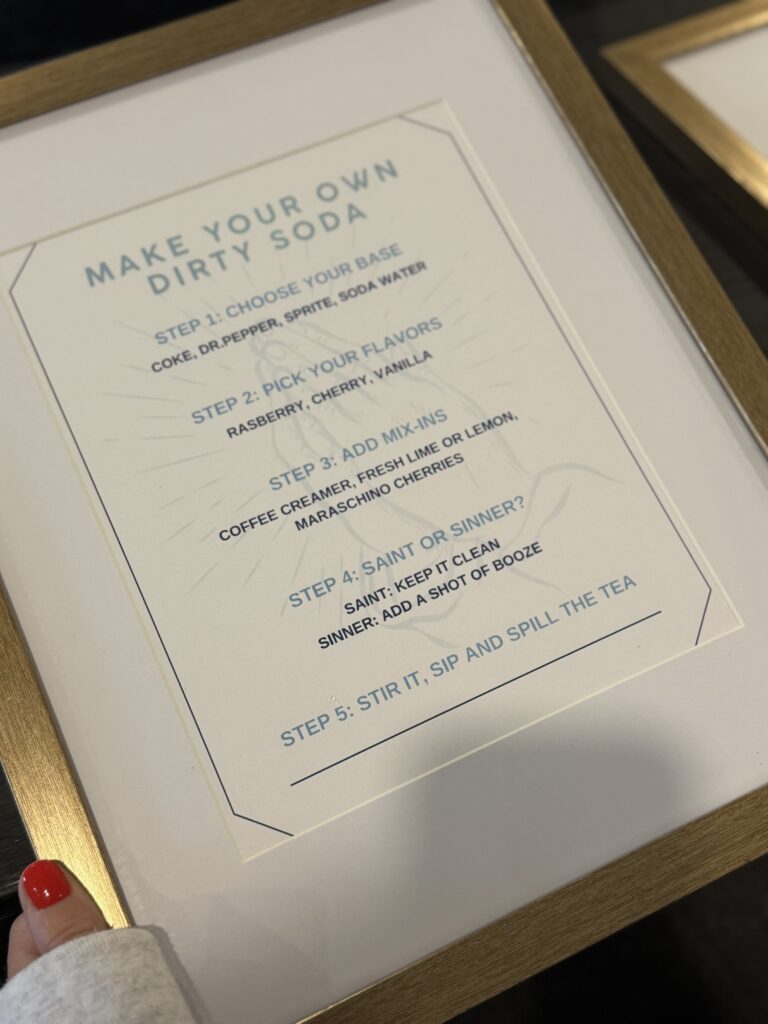 MAKE YOUR OWN
DIRTY SODA
STEP 1: CHOOSE YOUR BASE
COKE, DR.PEPPER, SPRITE, SODA WATER
STEP 2: PICK YOUR FLAVORS
RASBERRY, CHERRY, VANILLA
STEP 3: ADD MIX-INS
COFFEE CREAMER, FRESH LIME OR LEMON,
MARASCHINO CHERRIES
STEP 4: SAINT OR SINNER?
SAINT: KEEP IT CLEAN
SINNER: ADD A SHOT OF BOOZE
STEP 5: STIR IT, SIP AND SPILL THE TEA